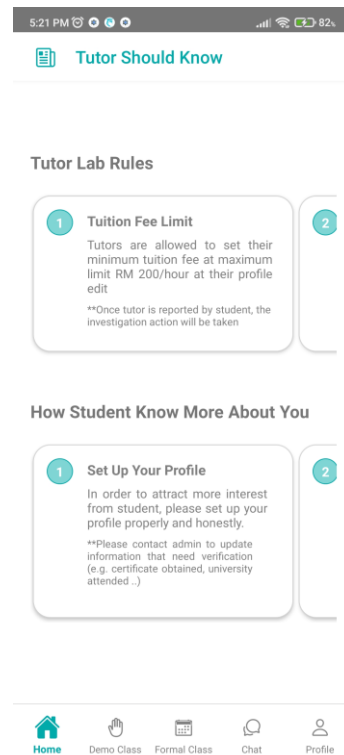 5:21 PM 82%
Tutor Should Know
Tutor Lab Rules
1
Tuition Fee Limit
Tutors are allowed to set their
minimum tuition fee at maximum
limit RM 200/hour at their profile
edit
**Once tutor is reported by student, the
investigation action will be taken
2
How Student Know More About You
1
Set Up Your Profile
In order to attract more interest
from student, please set up your
profile properly and honestly.
**Please contact admin to update
information that need verification
(e.g. certificate obtained, university
attended ..)
2
Home Demo Class Formal Class Chat Profile